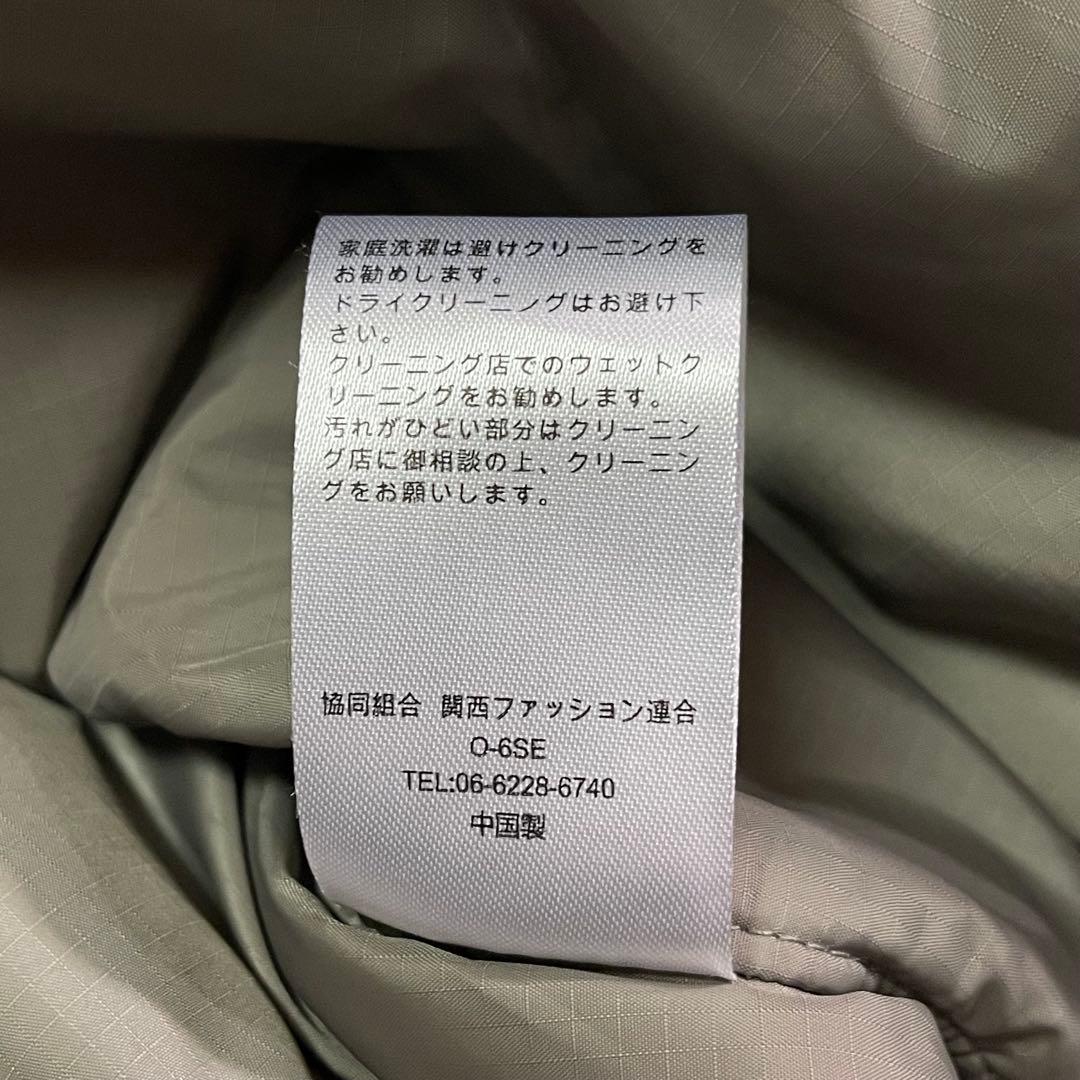 家庭洗濯は避けクリーニングを
お勧めします。
ドライクリーニングはお避け下
さい。
クリーニング店でのウェットク
リーニングをお勧めします。
汚れがひどい部分はクリーニン
グ店に御相談の上、クリーニン
グをお願いします。
協同組合 関西ファッション連合
O-6SE
TEL:06-6228-6740
中国製